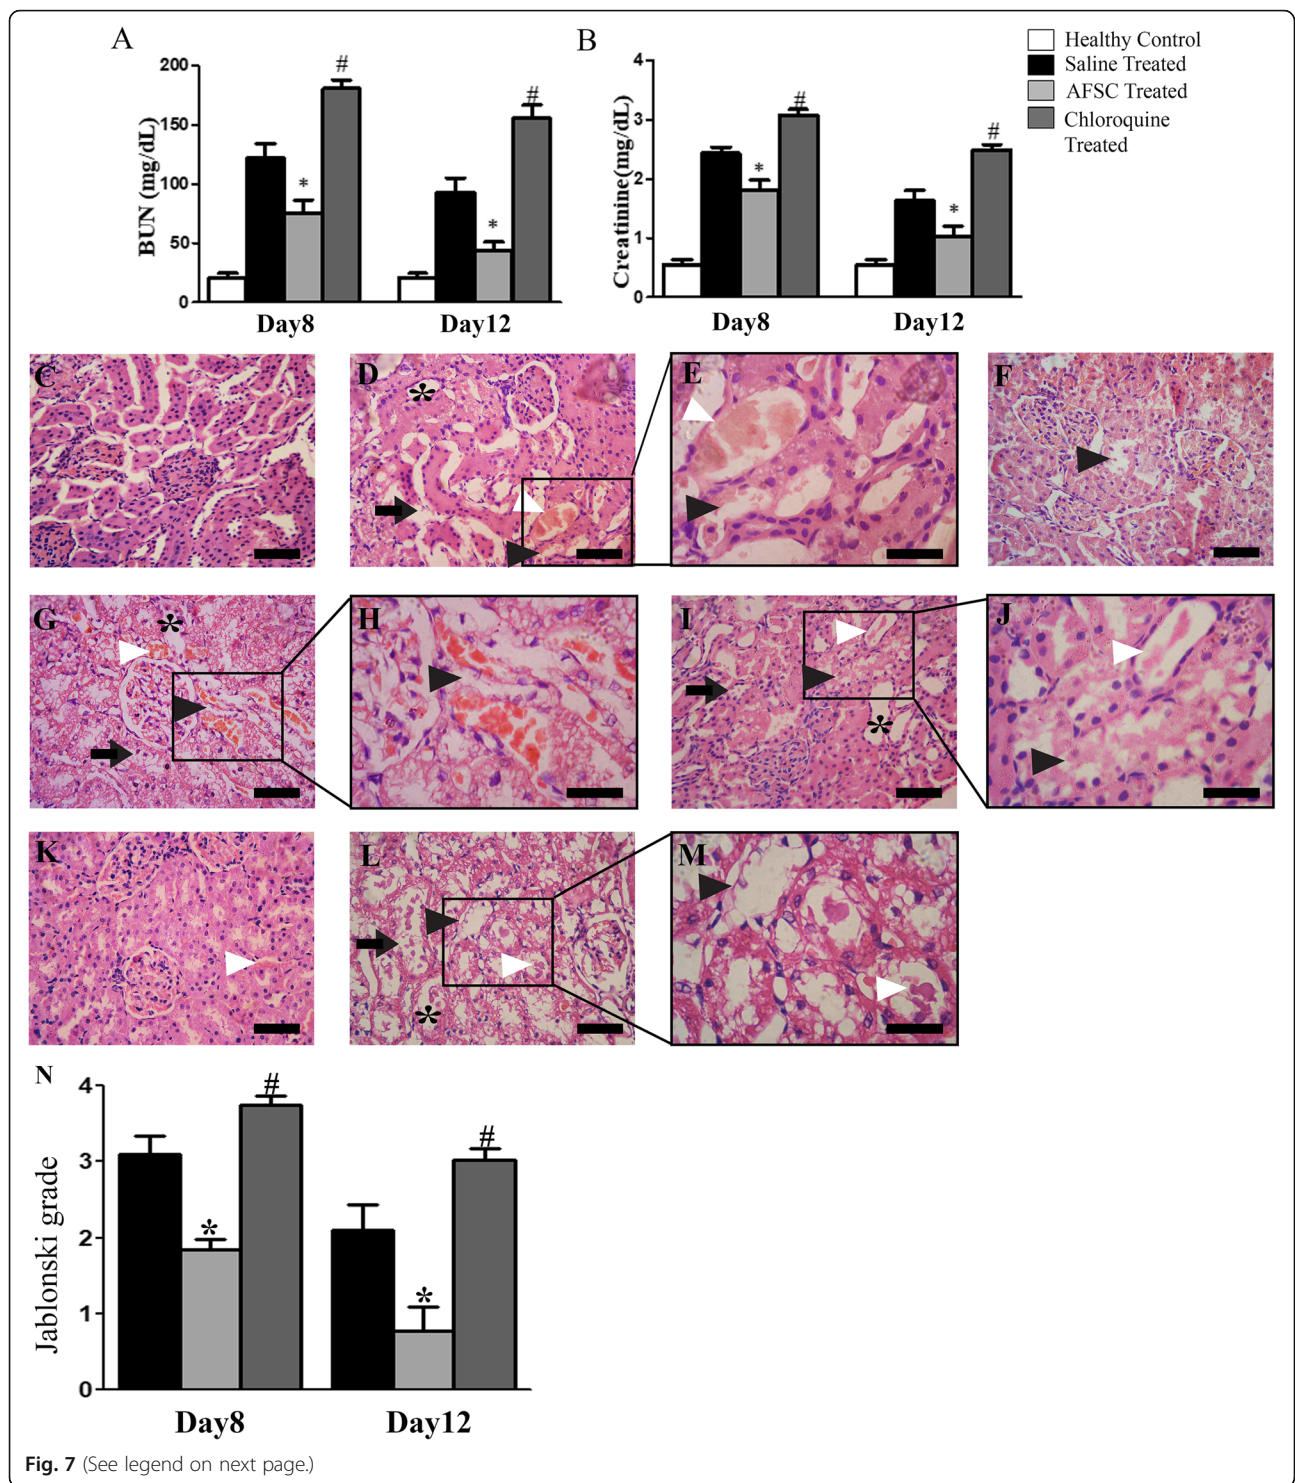 A
BUN (mg/dL)
200
150
100
50
0
#
*
#
*
Day8
Day12
B
Creatinine(mg/dL)
4
3
2
1
0
#
*
#
*
Day8
Day12
Healthy Control
Saline Treated
AFSC Treated
Chloroquine
Treated
C
D
*
E
F
G
*
H
I
*
J
K
L
*
M
N
Jablonski grade
4
3
2
1
0
#
*
#
*
Day8
Day12
Fig. 7 (See legend on next page.)